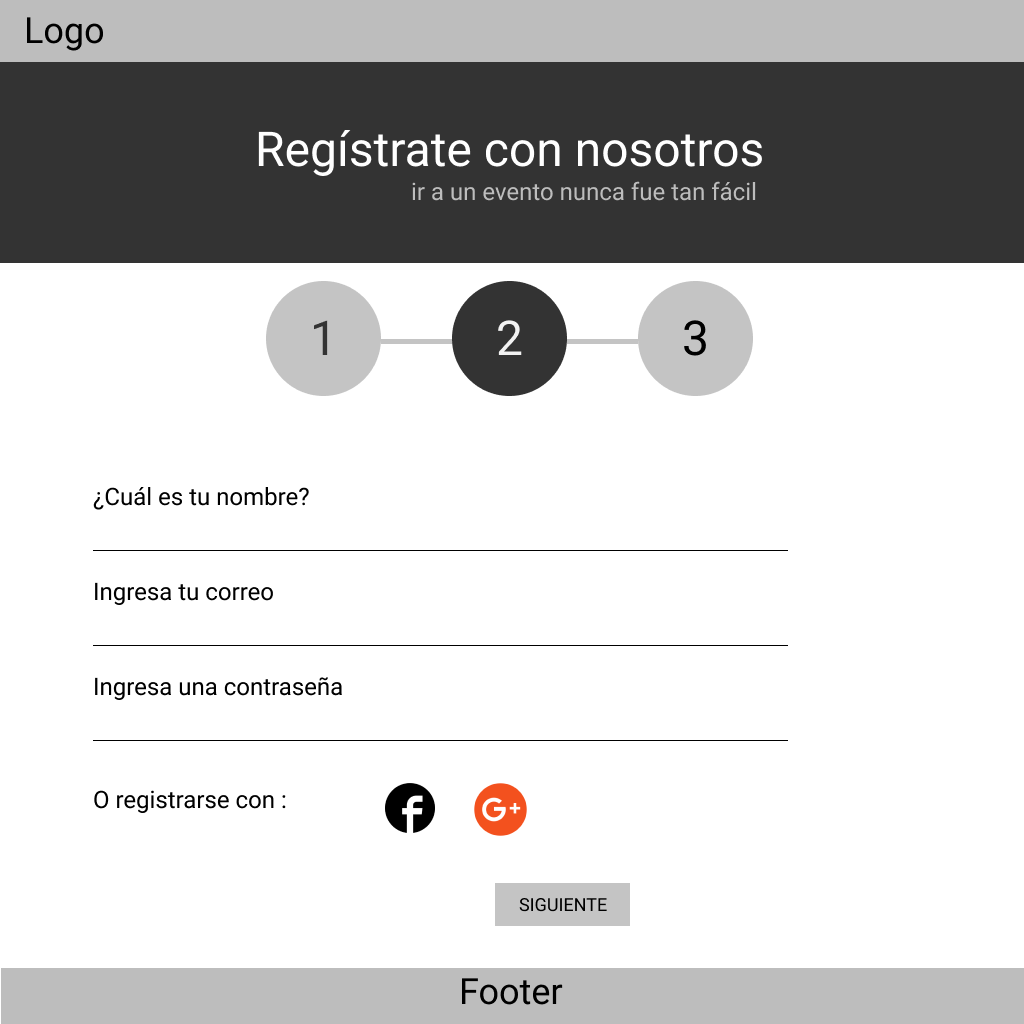 Logo
Regístrate con nosotros
ir a un evento nunca fue tan fácil
1 2 3
¿Cuál es tu nombre?
Ingresa tu correo
Ingresa una contraseña
O registrarse con :
f G+
SIGUIENTE
Footer